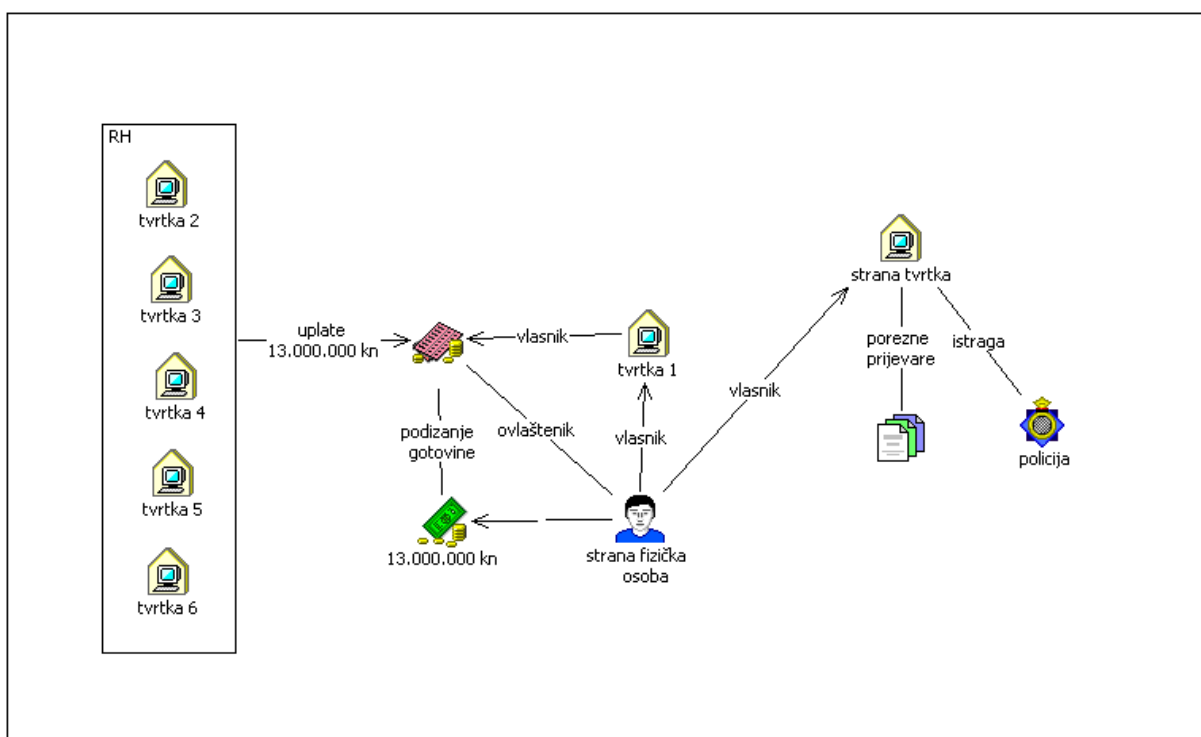 RH
tvrtka 2
tvrtka 3
tvrtka 4
tvrtka 5
tvrtka 6
uplate
13.000.000 kn
vlasnik
tvrtka 1
podizanje
gotovine
ovlaštenik
vlasnik
13.000.000 kn
strana fizička
osoba
vlasnik
strana tvrtka
porezne
prijevare
istraga
policija